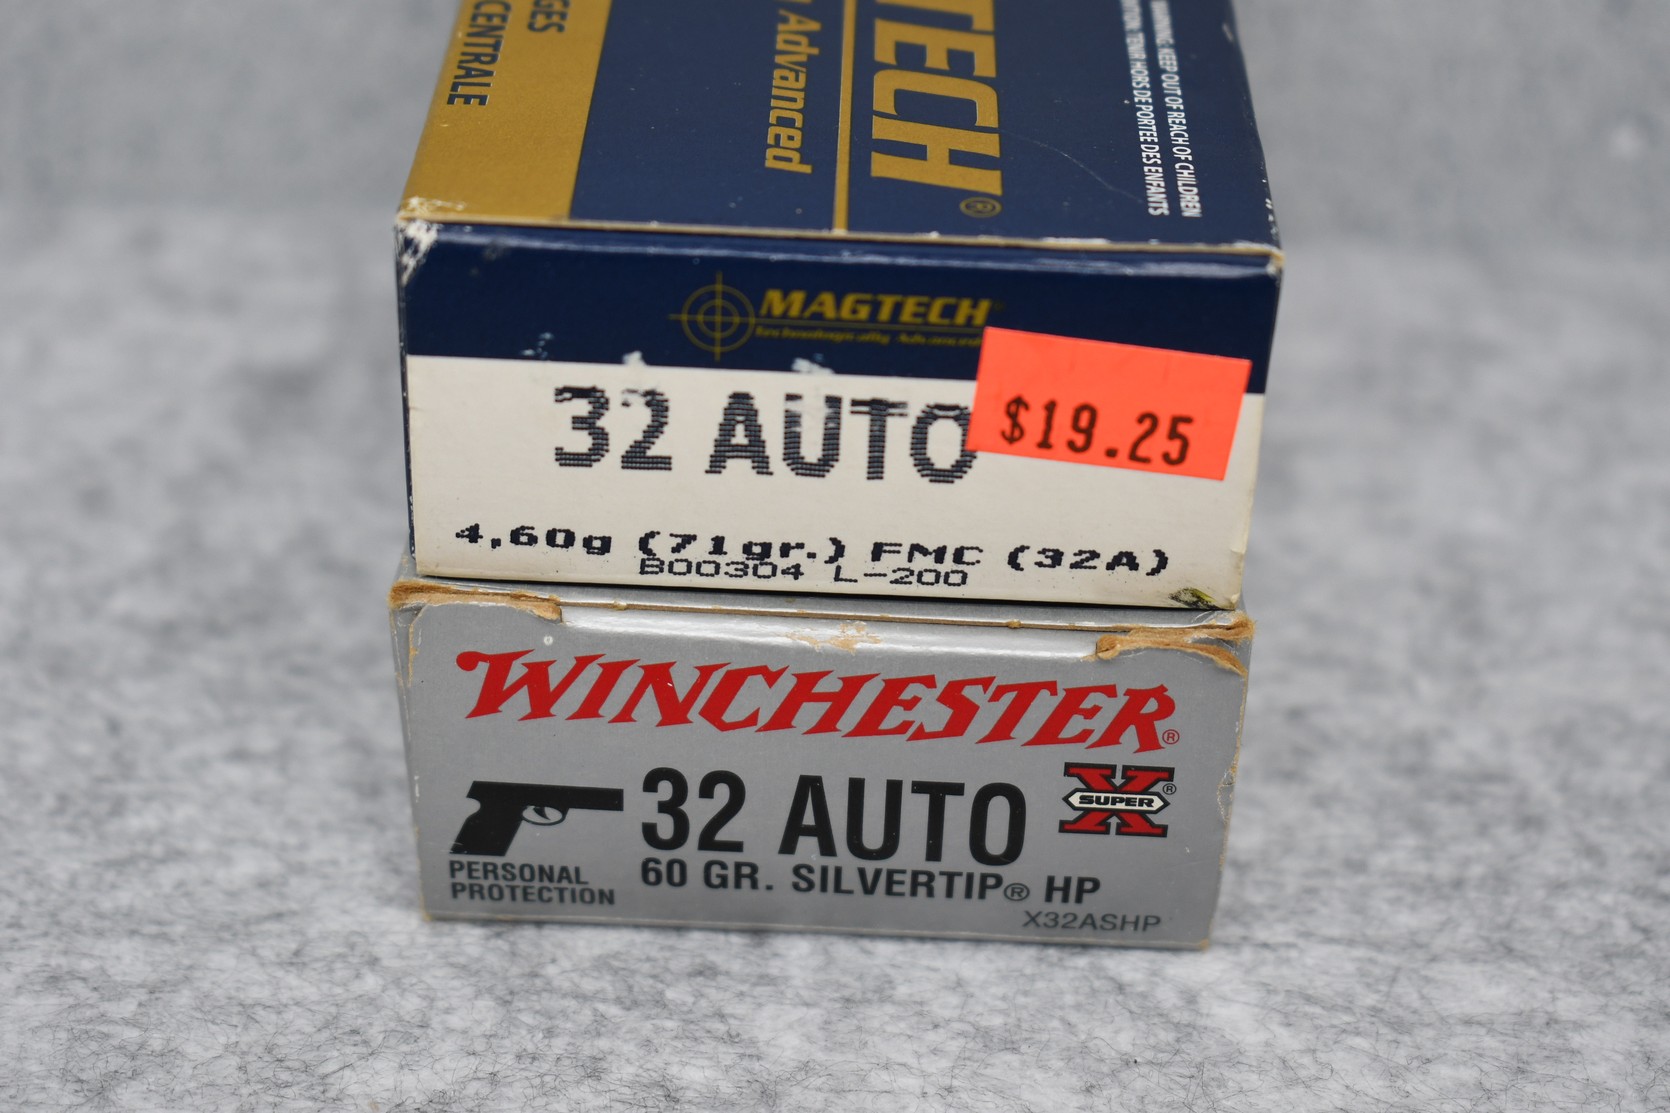 GES
CENTRALE
Advanced
TECH®
WARNING: KEEP OUT OF REACH OF CHILDREN
TENIR HORS DE PORTEE DES ENFANTS
MAGTECH
Technologically Advanced
32 AUTO
$19.25
4,60g (71gr.) FMC (32A)
B00304 L-200
WINCHESTER®
32 AUTO
SUPER X®
PERSONAL
PROTECTION
60 GR. SILVERTIP® HP
X32ASHP